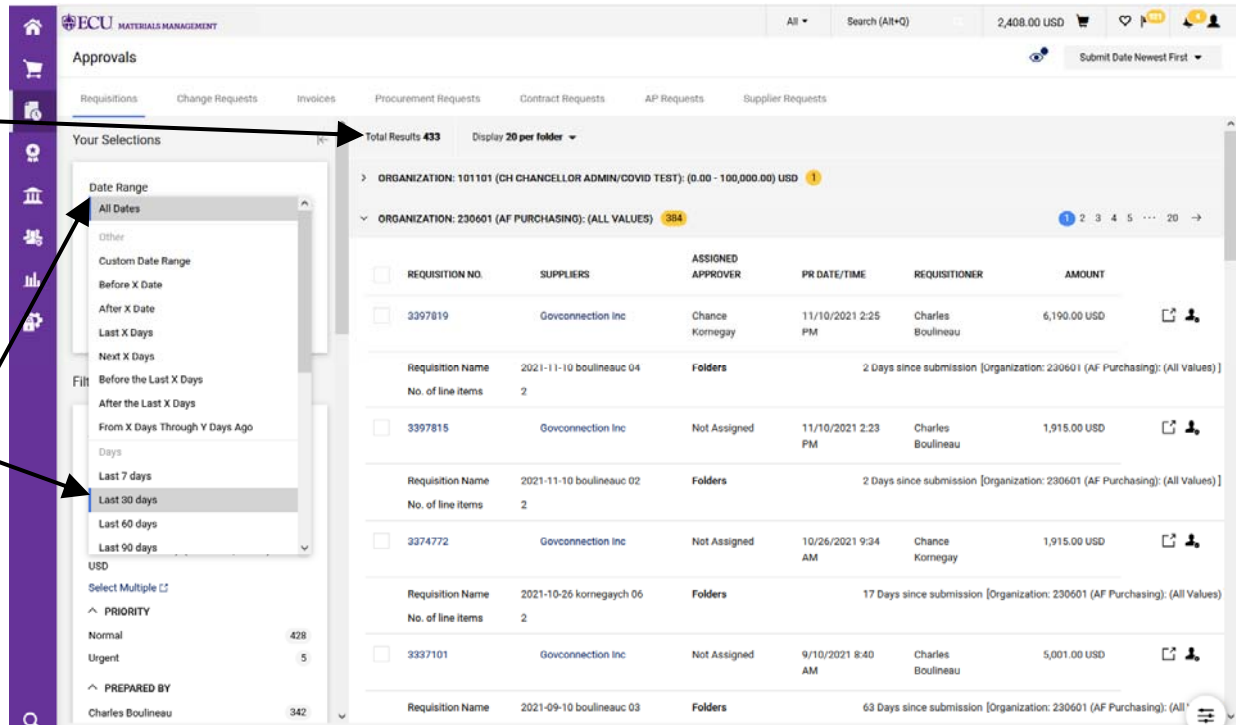 ECU MATERIALS MANAGEMENT
All
Search (Alt+Q)
2,408.00 USD
Approvals
Submit Date Newest First
Requisitions Change Requests Invoices Procurement Requests Contract Requests AP Requests Supplier Requests
Your Selections
Total Results 433 Display 20 per folder
Date Range
All Dates
Other
Custom Date Range
Before X Date
After X Date
Last X Days
Next X Days
Before the Last X Days
After the Last X Days
From X Days Through Y Days Ago
Days
Last 7 days
Last 30 days
Last 60 days
Last 90 days
Filt
USD
Select Multiple
PRIORITY
Normal 428
Urgent 5
PREPARED BY
Charles Boulineau 342
ORGANIZATION: 101101 (CH CHANCELLOR ADMIN/COVID TEST): (0.00 - 100,000.00) USD 1
ORGANIZATION: 230601 (AF PURCHASING): (ALL VALUES) 384
1 2 3 4 5 ... 20 →
REQUISITION NO. SUPPLIERS ASSIGNED APPROVER PR DATE/TIME REQUISITIONER AMOUNT
3397819 Govconnection Inc Chance Kornegay 11/10/2021 2:25 PM Charles Boulineau 6,190.00 USD
Requisition Name 2021-11-10 boulineauc 04 Folders 2 Days since submission [Organization: 230601 (AF Purchasing): (All Values) ]
No. of line items 2
3397815 Govconnection Inc Not Assigned 11/10/2021 2:23 PM Charles Boulineau 1,915.00 USD
Requisition Name 2021-11-10 boulineauc 02 Folders 2 Days since submission [Organization: 230601 (AF Purchasing): (All Values) ]
No. of line items 2
3374772 Govconnection Inc Not Assigned 10/26/2021 9:34 AM Chance Kornegay 1,915.00 USD
Requisition Name 2021-10-26 kornegaych 06 Folders 17 Days since submission [Organization: 230601 (AF Purchasing): (All Values)
No. of line items 2
3337101 Govconnection Inc Not Assigned 9/10/2021 8:40 AM Charles Boulineau 5,001.00 USD
Requisition Name 2021-09-10 boulineauc 03 Folders 63 Days since submission [Organization: 230601 (AF Purchasing): (All